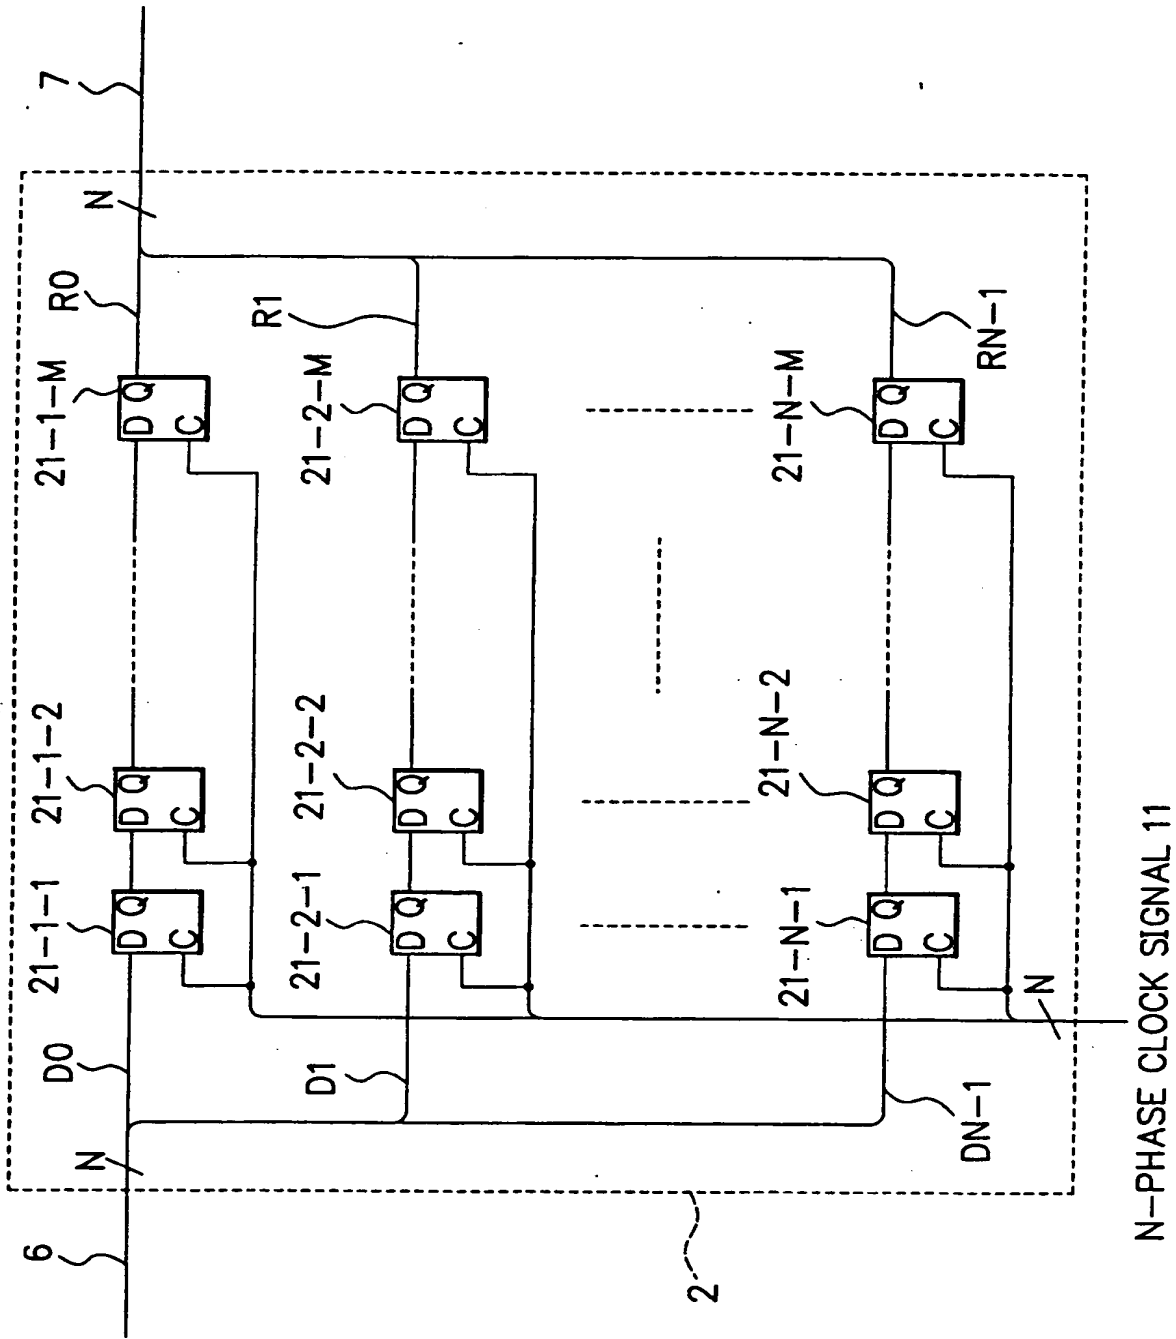 6
N
D0
21-1-1
D Q
C
21-1-2
D Q
C
21-1-M
D Q
C
R0
N
7
D1
21-2-1
D Q
C
21-2-2
D Q
C
21-2-M
D Q
C
R1
DN-1
21-N-1
D Q
C
21-N-2
D Q
C
21-N-M
D Q
C
RN-1
N
2
N-PHASE CLOCK SIGNAL 11